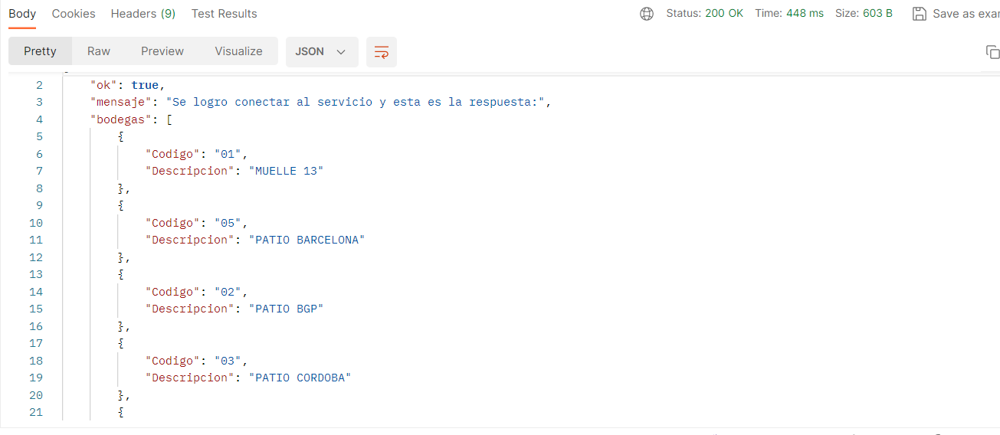 Body Cookies Headers (9) Test Results Status: 200 OK Time: 448 ms Size: 603 B Save as exar
Pretty Raw Preview Visualize JSON
2 "ok": true,
3 "mensaje": "Se logro conectar al servicio y esta es la respuesta:",
4 "bodegas": [
5 {
6 "Codigo": "01",
7 "Descripcion": "MUELLE 13"
8 },
9 {
10 "Codigo": "05",
11 "Descripcion": "PATIO BARCELONA"
12 },
13 {
14 "Codigo": "02",
15 "Descripcion": "PATIO BGP"
16 },
17 {
18 "Codigo": "03",
19 "Descripcion": "PATIO CORDOBA"
20 },
21 {